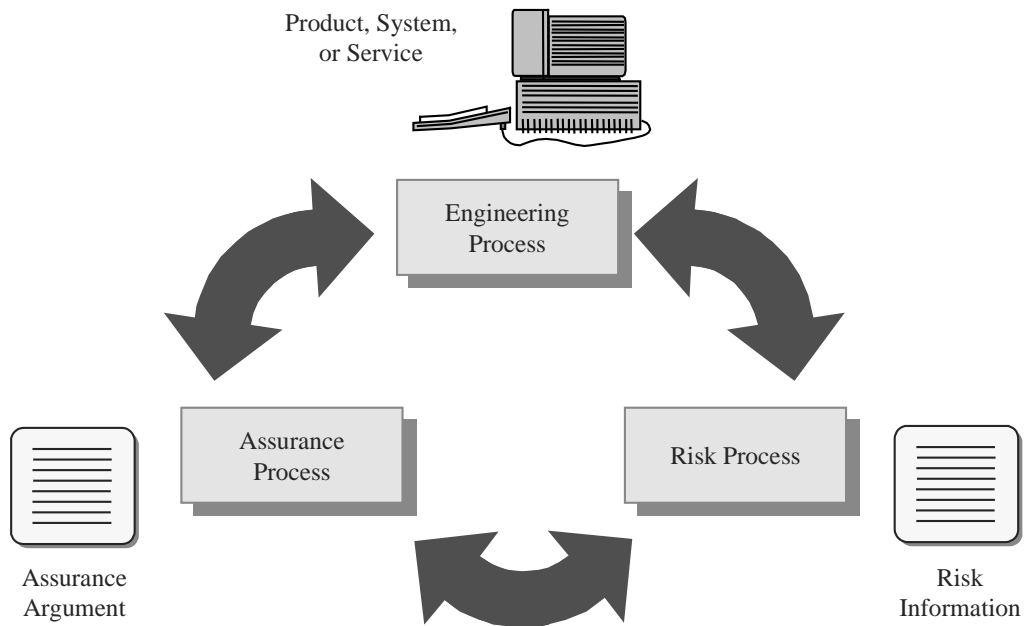 Product, System,
or Service
Engineering
Process
Assurance
Process
Risk Process
Assurance
Argument
Risk
Information